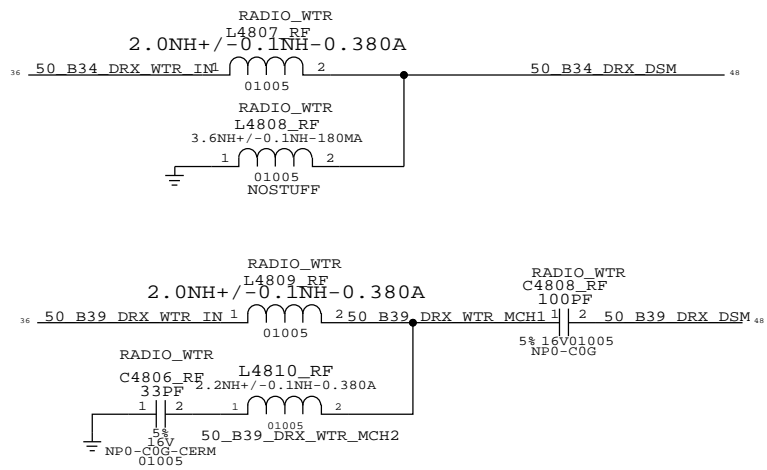 RADIO_WTR
L4807_RF
2.0NH+/-0.1NH-0.380A
36 50_B34_DRX_WTR_IN 1 2 50_B34_DRX_DSM 48
01005
RADIO_WTR
L4808_RF
3.6NH+/-0.1NH-180MA
1 2
01005
NOSTUFF
RADIO_WTR
L4809_RF
2.0NH+/-0.1NH-0.380A
RADIO_WTR
C4808_RF
100PF
36 50_B39_DRX_WTR_IN 1 2 50_B39_DRX_WTR_MCH1 1 2 50_B39_DRX_DSM 48
01005
5% 16V 01005
NP0-C0G
RADIO_WTR
C4806_RF
33PF
L4810_RF
2.2NH+/-0.1NH-0.380A
1 2 1 2
5%
16V
NP0-C0G-CERM
01005
01005
50_B39_DRX_WTR_MCH2